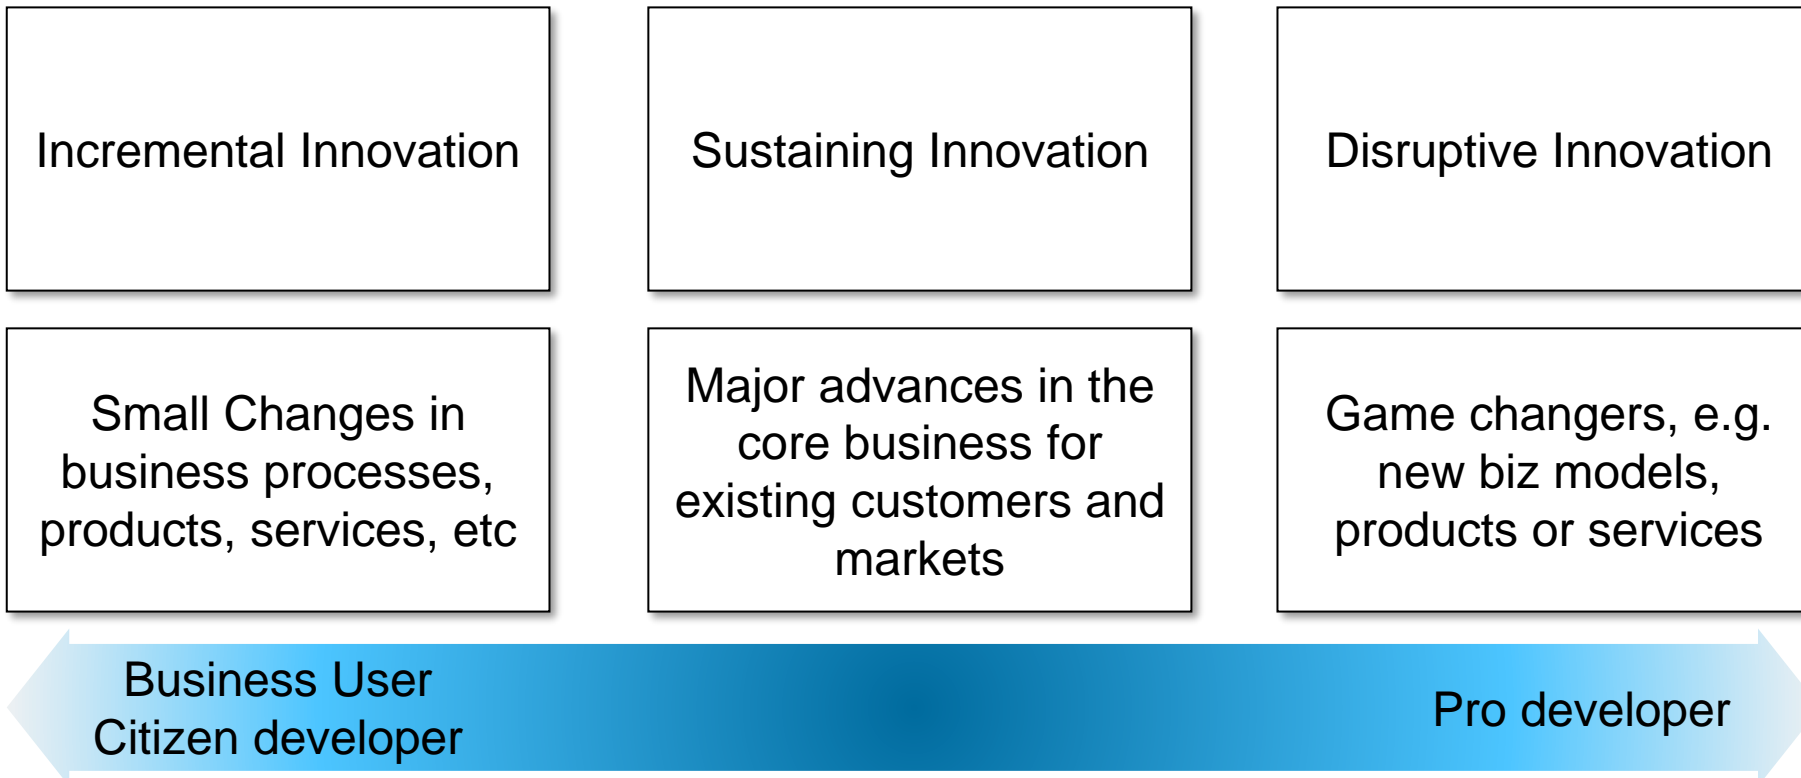 Incremental Innovation
Sustaining Innovation
Disruptive Innovation
Small Changes in
business processes,
products, services, etc
Major advances in the
core business for
existing customers and
markets
Game changers, e.g.
new biz models,
products or services
Business User
Citizen developer
Pro developer